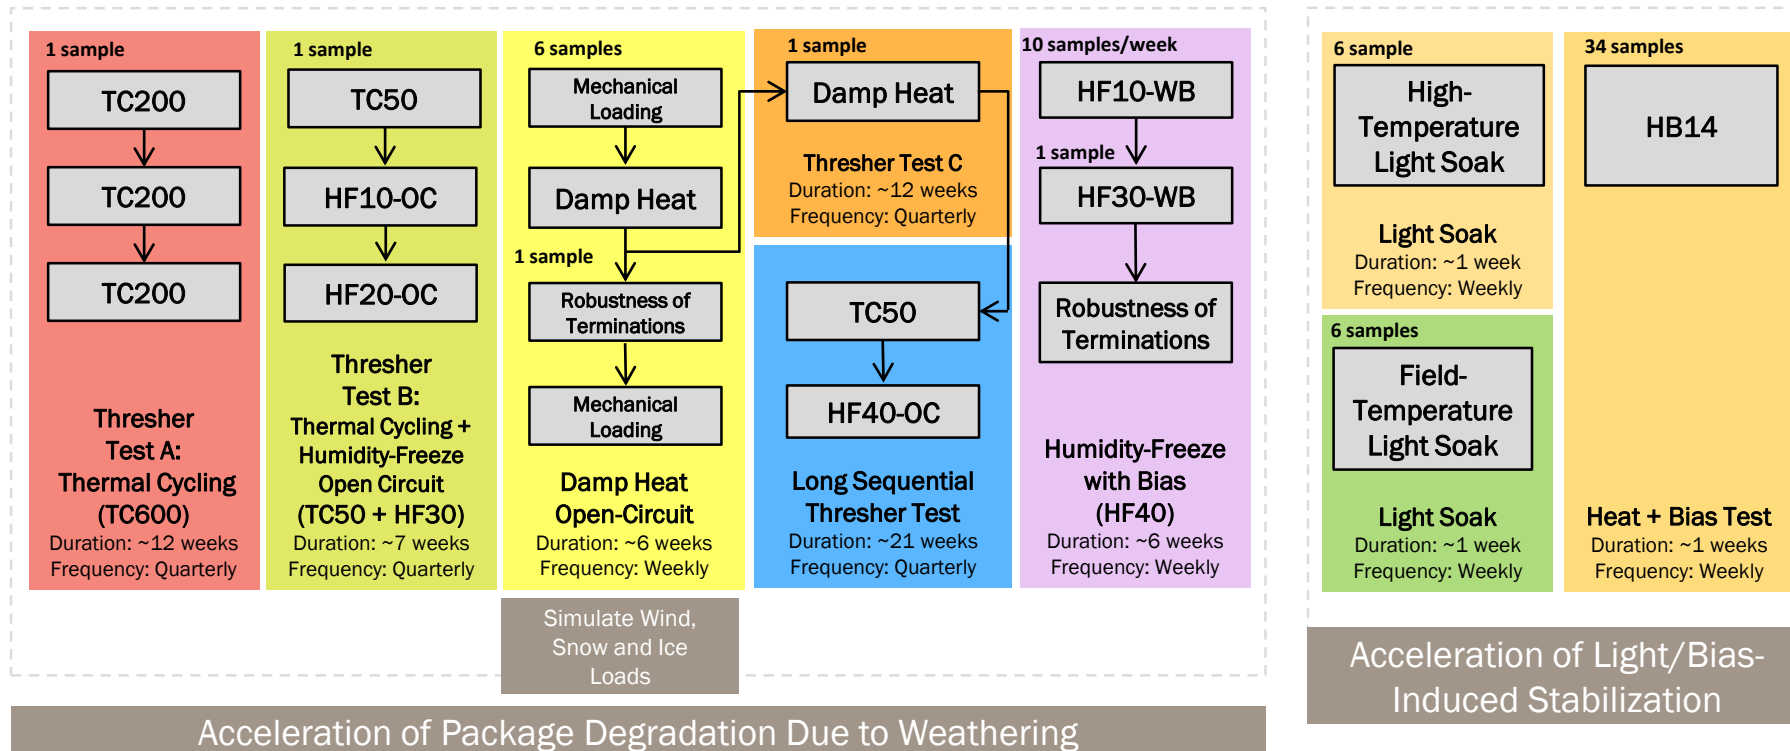 1 sample
TC200
TC200
TC200
Thresher
Test A:
Thermal Cycling
(TC600)
Duration: ~12 weeks
Frequency: Quarterly
1 sample
TC50
HF10-OC
HF20-OC
Thresher
Test B:
Thermal Cycling +
Humidity-Freeze
Open Circuit
(TC50 + HF30)
Duration: ~7 weeks
Frequency: Quarterly
6 samples
Mechanical
Loading
Damp Heat
1 sample
Robustness of
Terminations
Mechanical
Loading
Damp Heat
Open-Circuit
Duration: ~6 weeks
Frequency: Weekly
Simulate Wind,
Snow and Ice
Loads
1 sample
Damp Heat
Thresher Test C
Duration: ~12 weeks
Frequency: Quarterly
TC50
HF40-OC
Long Sequential
Thresher Test
Duration: ~21 weeks
Frequency: Quarterly
10 samples/week
HF10-WB
1 sample
HF30-WB
Robustness of
Terminations
Humidity-Freeze
with Bias
(HF40)
Duration: ~6 weeks
Frequency: Weekly
Acceleration of Package Degradation Due to Weathering
6 sample
High-
Temperature
Light Soak
Light Soak
Duration: ~1 week
Frequency: Weekly
6 samples
Field-
Temperature
Light Soak
Light Soak
Duration: ~1 week
Frequency: Weekly
34 samples
HB14
Heat + Bias Test
Duration: ~1 weeks
Frequency: Weekly
Acceleration of Light/Bias-
Induced Stabilization